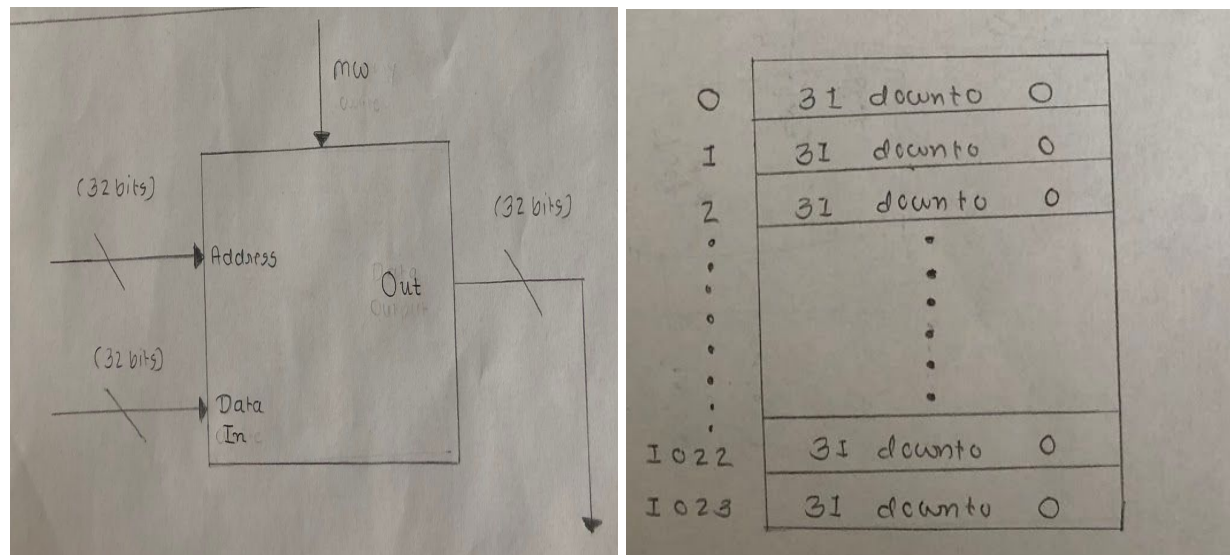 MW
(32 bits)
(32 bits)
Address
Out
(32 bits)
Data
In
0 31 downto 0
1 31 downto 0
2 31 downto 0
1022 31 downto 0
1023 31 downto 0